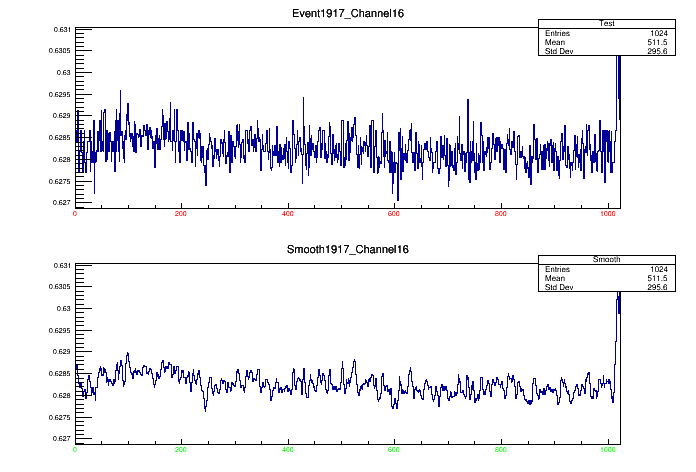 Event1917_Channel16
Test
Entries 1024
Mean 511.5
Std Dev 295.6
0.631
0.6305
0.63
0.6295
0.629
0.6285
0.628
0.6275
0.627
0 200 400 600 800 1000
Smooth1917_Channel16
Smooth
Entries 1024
Mean 511.5
Std Dev 295.6
0.631
0.6305
0.63
0.6295
0.629
0.6285
0.628
0.6275
0.627
0 200 400 600 800 1000